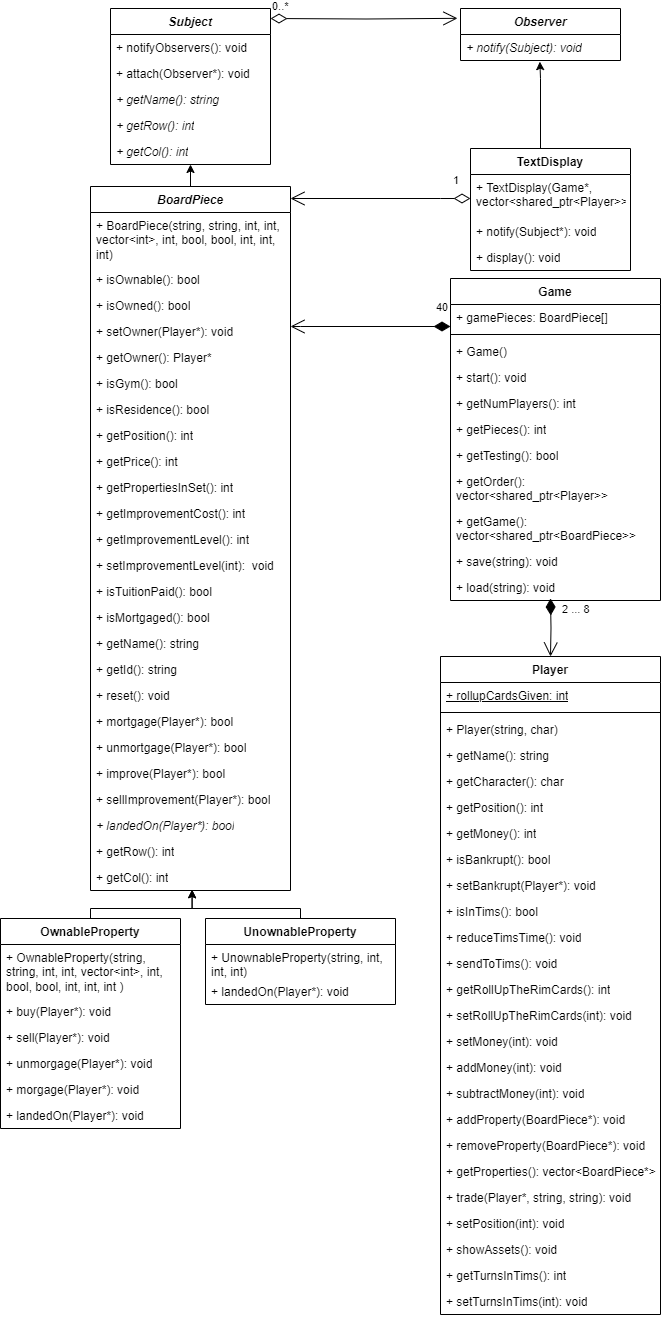 Subject
+ notifyObservers(): void
+ attach(Observer*): void
+ getName(): string
+ getRow(): int
+ getCol(): int
0..*
Observer
+ notify(Subject): void
TextDisplay
+ TextDisplay(Game*,
vector<shared_ptr<Player>>
+ notify(Subject*): void
+ display(): void
1
BoardPiece
+ BoardPiece(string, string, int, int,
vector<int>, int, bool, bool, int, int,
int)
+ isOwnable(): bool
+ isOwned(): bool
+ setOwner(Player*): void
+ getOwner(): Player*
+ isGym(): bool
+ isResidence(): bool
+ getPosition(): int
+ getPrice(): int
+ getPropertiesInSet(): int
+ getImprovementCost(): int
+ getImprovementLevel(): int
+ setImprovementLevel(int):  void
+ isTuitionPaid(): bool
+ isMortgaged(): bool
+ getName(): string
+ getId(): string
+ reset(): void
+ mortgage(Player*): bool
+ unmortgage(Player*): bool
+ improve(Player*): bool
+ sellImprovement(Player*): bool
+ landedOn(Player*): bool
+ getRow(): int
+ getCol(): int
40
Game
+ gamePieces: BoardPiece[]
+ Game()
+ start(): void
+ getNumPlayers(): int
+ getPieces(): int
+ getTesting(): bool
+ getOrder():
vector<shared_ptr<Player>>
+ getGame():
vector<shared_ptr<BoardPiece>>
+ save(string): void
+ load(string): void
2 ... 8
Player
+ rollupCardsGiven: int
+ Player(string, char)
+ getName(): string
+ getCharacter(): char
+ getPosition(): int
+ getMoney(): int
+ isBankrupt(): bool
+ setBankrupt(Player*): void
+ isInTims(): bool
+ reduceTimsTime(): void
+ sendToTims(): void
+ getRollUpTheRimCards(): int
+ setRollUpTheRimCards(int): void
+ setMoney(int): void
+ addMoney(int): void
+ subtractMoney(int): void
+ addProperty(BoardPiece*): void
+ removeProperty(BoardPiece*): void
+ getProperties(): vector<BoardPiece*>
+ trade(Player*, string, string): void
+ setPosition(int): void
+ showAssets(): void
+ getTurnsInTims(): int
+ setTurnsInTims(int): void
OwnableProperty
+ OwnableProperty(string,
string, int, int, vector<int>, int,
bool, bool, int, int, int )
+ buy(Player*): void
+ sell(Player*): void
+ unmorgage(Player*): void
+ morgage(Player*): void
+ landedOn(Player*): void
UnownableProperty
+ UnownableProperty(string, int,
int, int)
+ landedOn(Player*): void